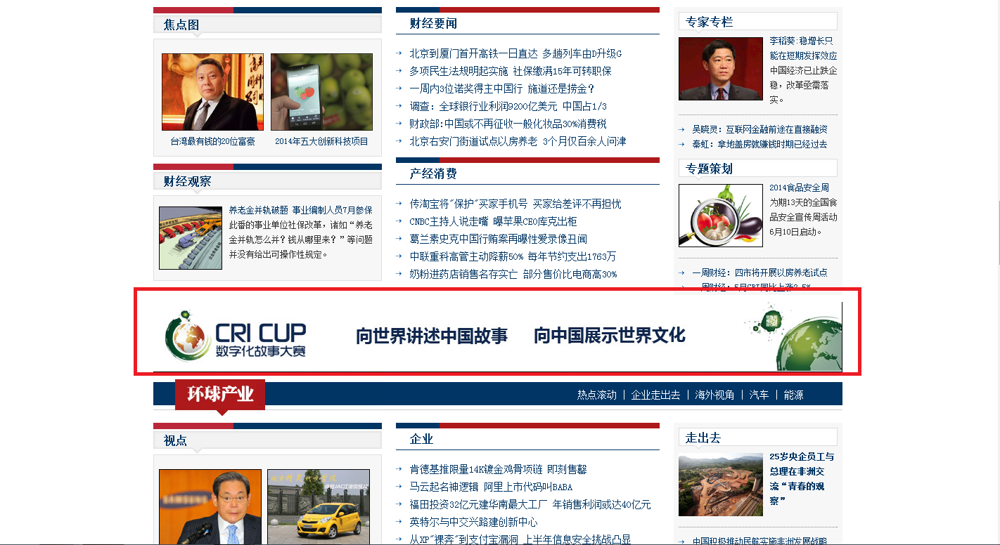 焦点图
台湾最有钱的20位富豪
2014年五大创新科技项目
财经观察
养老金并轨破题 事业编制人员7月参保
此番的事业单位社保改革，诸如“养老
金并轨怎么并？钱从哪里来？”等问题
并没有给出可操作性规定。
财经要闻
北京到厦门首开高铁一日直达 多趟列车由D升级G
多项民生法规明起实施 社保缴满15年可转职保
一周内3位诺奖得主中国行 施道还是捞金？
调查：全球银行业利润9200亿美元 中国占1/3
财政部:中国或不再征收一般化妆品30%消费税
北京右安门街道试点以房养老 3个月仅百余人问津
产经消费
传淘宝将"保护"买家手机号 买家给差评不再担忧
CNBC主持人说走嘴 曝苹果CEO库克出柜
葛兰素史克中国行贿案再曝性爱录像丑闻
中联重科高管主动降薪50% 每年节约支出1763万
奶粉进药店销售名存实亡 部分售价比电商高30%
专家专栏
李稻葵:稳增长只
能在短期发挥效应
中国经济已止跌企
稳，改革亟需落
实。
吴晓灵：互联网金融前途在直接融资
秦虹：拿地盖房就赚钱时期已经过去
专题策划
2014食品安全周
为期13天的全国食
品安全宣传周活动
6月10日启动。
一周财经：四市将开展以房养老试点
一周财经：5月CPI同比上涨2.5%
CRI CUP
数字化故事大赛
向世界讲述中国故事 向中国展示世界文化
环球产业
热点滚动 | 企业走出去 | 海外视角 | 汽车 | 能源
视点
企业
肯德基推限量14K镀金鸡骨项链 即刻售罄
马云起名神逻辑 阿里上市代码叫BABA
福田投资32亿元建华南最大工厂 年销售利润或达40亿元
英特尔与中交兴路建创新中心
从XP"裸奔"到支付宝漏洞 上半年信息安全挑战凸显
走出去
25岁央企员工与
总理在非洲交
流“青春的观
察”
中国积极推动民航实施非洲发展战略